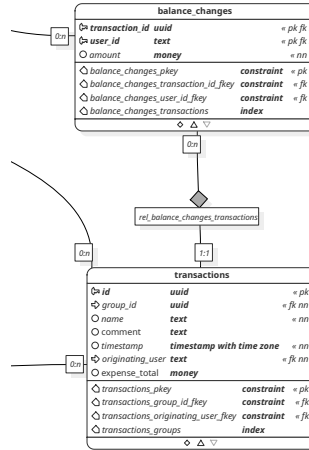 balance_changes
0:n
transaction_id uuid « pk fk
user_id text « pk fk
amount money « nn
balance_changes_pkey constraint « pk
balance_changes_transaction_id_fkey constraint « fk
balance_changes_user_id_fkey constraint « fk
balance_changes_transactions index
0:n
rel_balance_changes_transactions
0:n
1:1
transactions
id uuid « pk
group_id uuid « fk nn
name text « nn
comment text
timestamp timestamp with time zone « nn
originating_user text « fk nn
0:n
expense_total money
transactions_pkey constraint « pk
transactions_group_id_fkey constraint « fk
transactions_originating_user_fkey constraint « fk
transactions_groups index